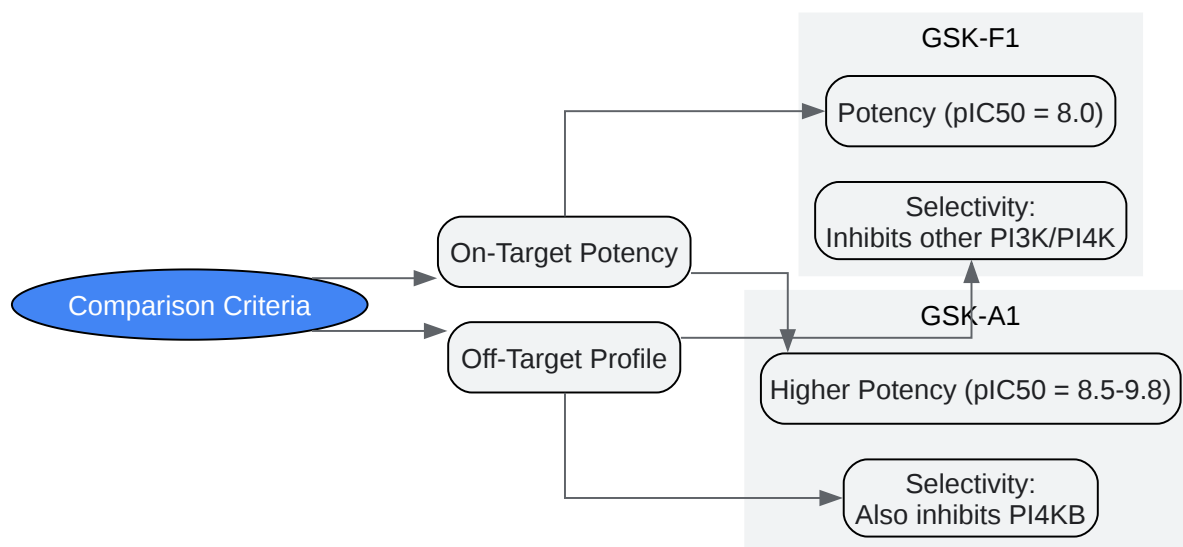 GSK-F1
Potency (pIC50 = 8.0)
Selectivity:
Inhibits other PI3K/PI4K
On-Target Potency
Comparison Criteria
Off-Target Profile
GSK-A1
Higher Potency (pIC50 = 8.5-9.8)
Selectivity:
Also inhibits PI4KB